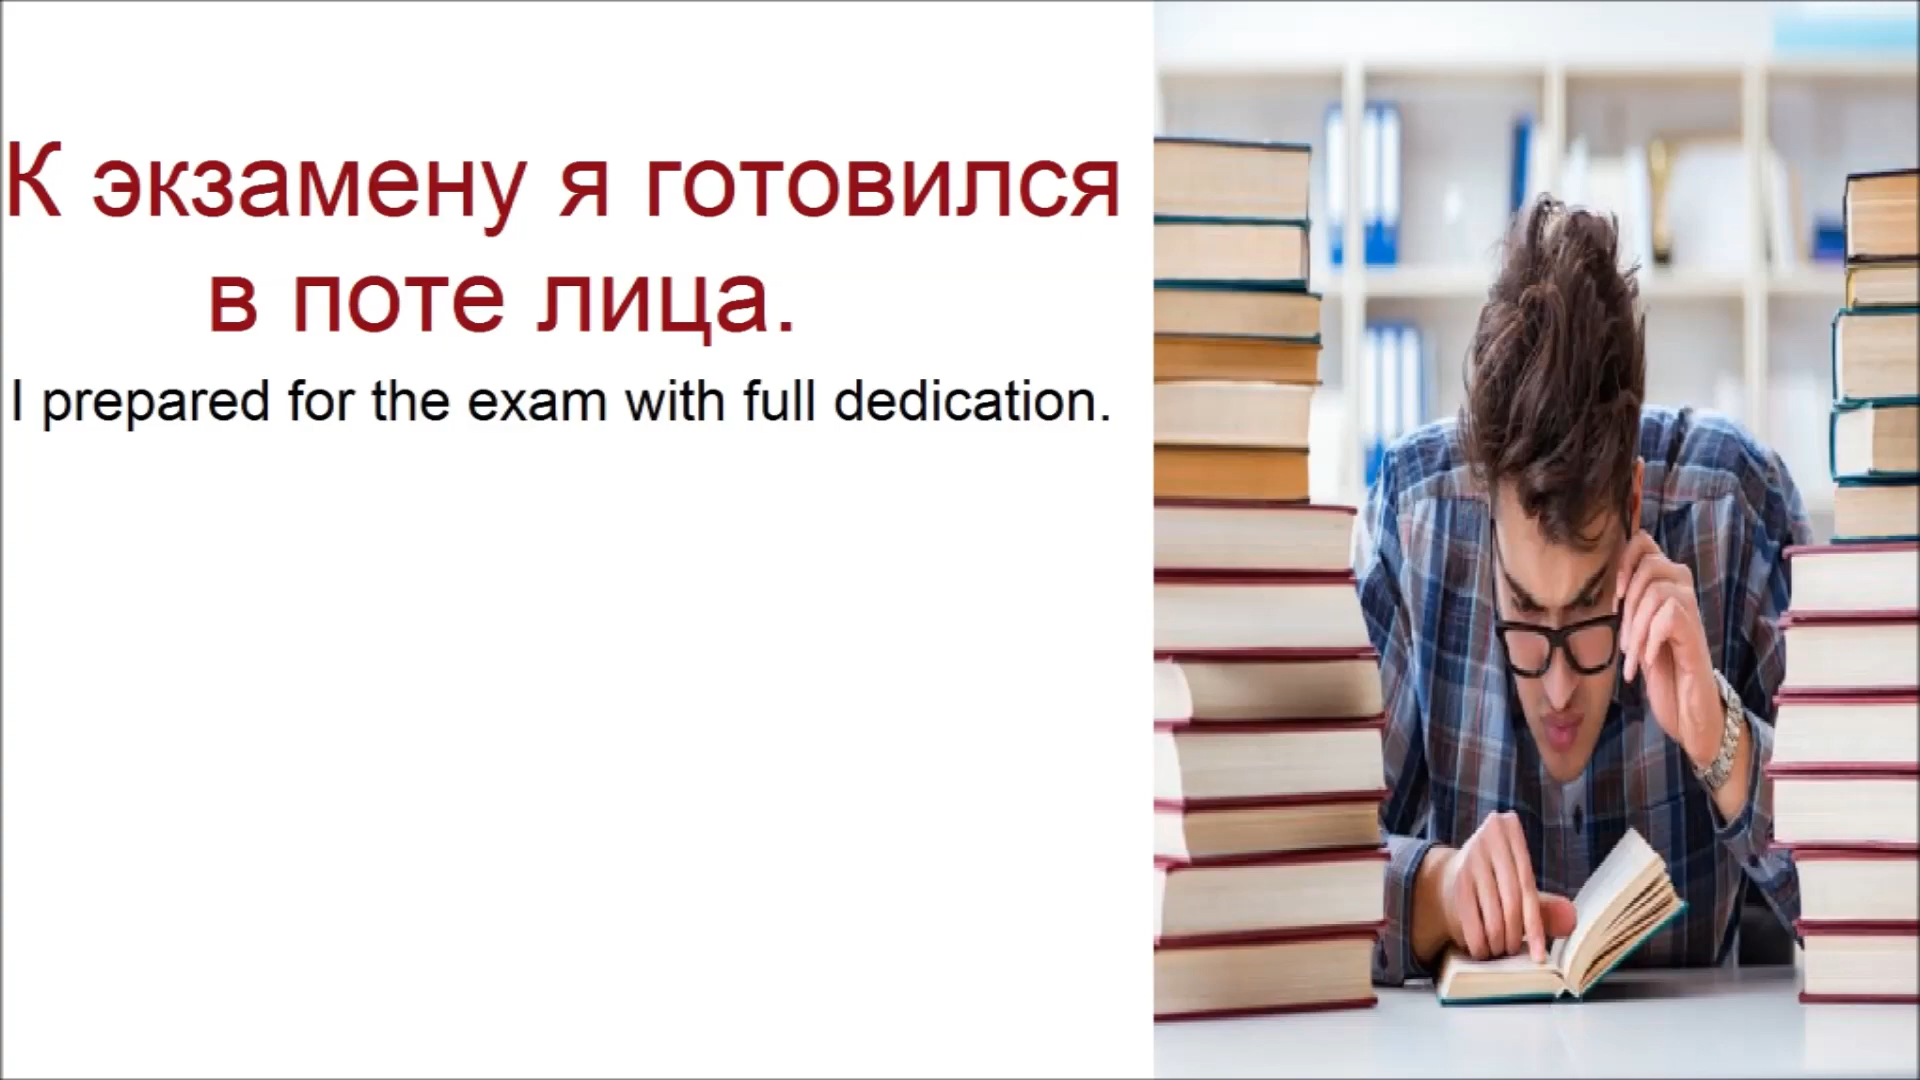 К экзамену я готовился
в поте лица.
I prepared for the exam with full dedication.